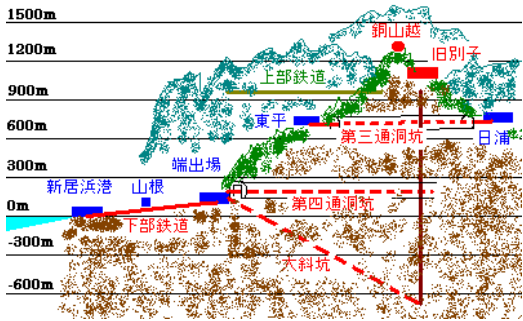 1500m
銅山越
1200m
旧別子
上部鉄道
900m
東平
600m
第三通洞坑
日浦
端出場
300m
新居浜港
山根
第四通洞坑
0m
下部鉄道
-300m
大斜坑
-600m